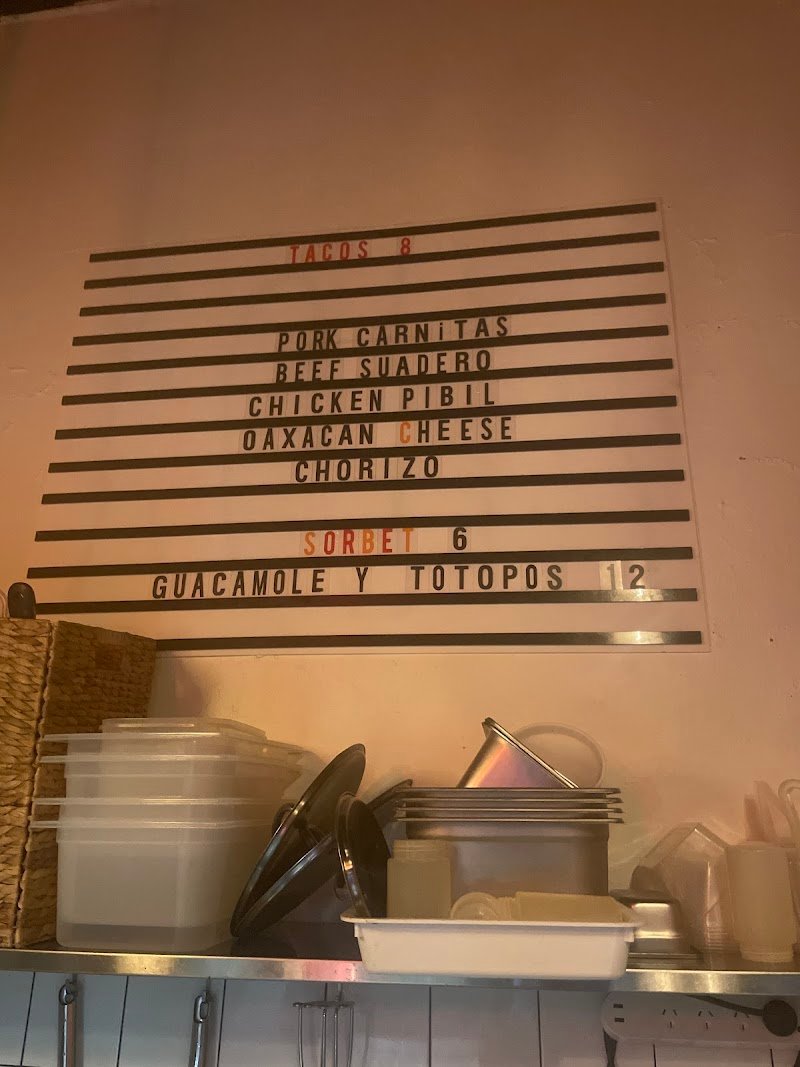 TACOS 8
PORK CARNiTAS
BEEF SUADERO
CHICKEN PIBIL
OAXACAN CHEESE
CHORIZO
SORBET 6
GUACAMOLE Y TOTOPOS 12